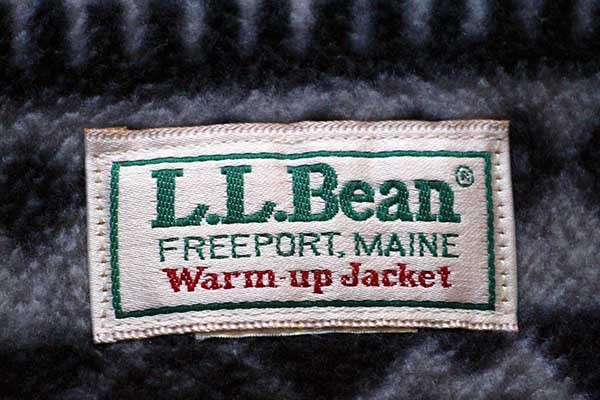 L.L.Bean®
FREEPORT, MAINE
Warm-up Jacket